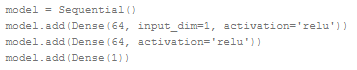 model = Sequential()
model.add(Dense(64, input_dim=1, activation='relu'))
model.add(Dense(64, activation='relu'))
model.add(Dense(1))